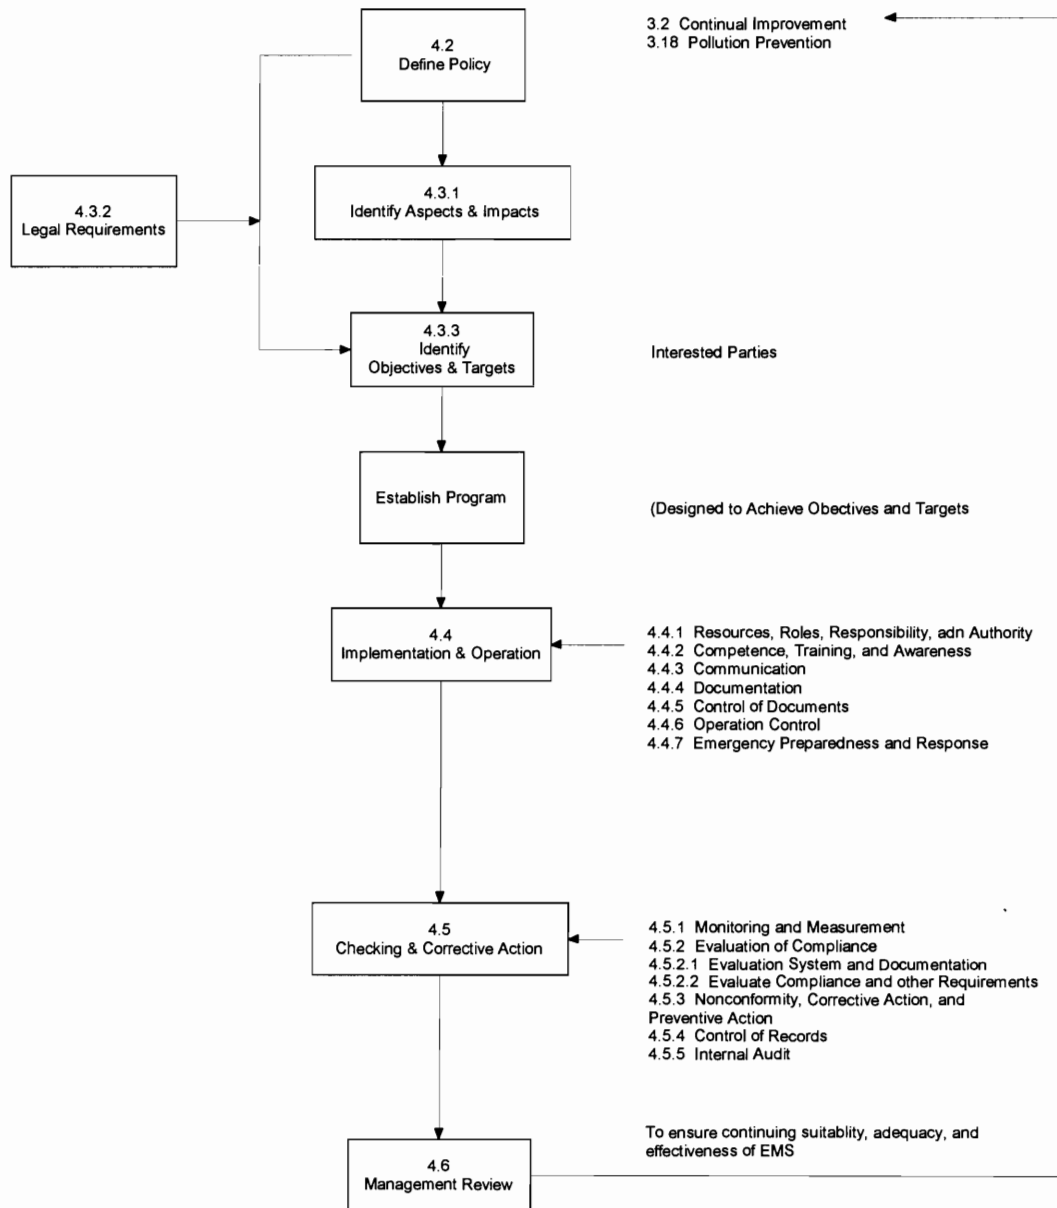 4.2
Define Policy
3.2 Continual Improvement
3.18 Pollution Prevention
4.3.1
Identify Aspects & Impacts
4.3.2
Legal Requirements
4.3.3
Identify
Objectives & Targets
Interested Parties
Establish Program
(Designed to Achieve Obectives and Targets
4.4
Implementation & Operation
4.4.1 Resources, Roles, Responsibility, adn Authority
4.4.2 Competence, Training, and Awareness
4.4.3 Communication
4.4.4 Documentation
4.4.5 Control of Documents
4.4.6 Operation Control
4.4.7 Emergency Preparedness and Response
4.5
Checking & Corrective Action
4.5.1 Monitoring and Measurement
4.5.2 Evaluation of Compliance
4.5.2.1 Evaluation System and Documentation
4.5.2.2 Evaluate Compliance and other Requirements
4.5.3 Nonconformity, Corrective Action, and
Preventive Action
4.5.4 Control of Records
4.5.5 Internal Audit
To ensure continuing suitablity, adequacy, and
effectiveness of EMS
4.6
Management Review